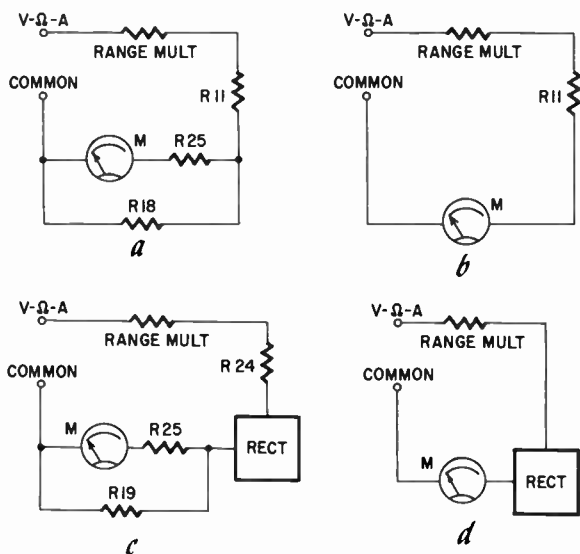 V-Ω-A
RANGE MULT
COMMON
R11
M
R25
R18
a
V-Ω-A
RANGE MULT
COMMON
R11
M
b
V-Ω-A
RANGE MULT
R24
COMMON
M
R25
RECT
R19
c
V-Ω-A
RANGE MULT
COMMON
M
RECT
d